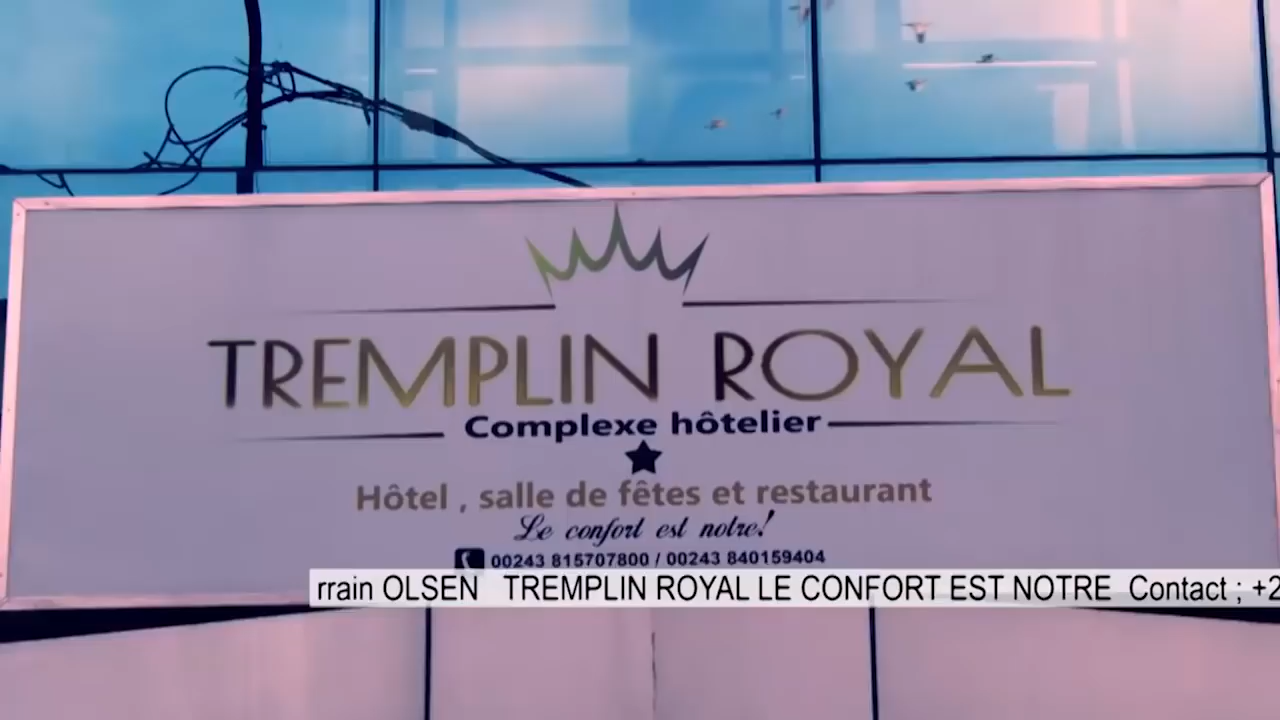 TREMPLIN ROYAL
Complexe hôtelier
Hôtel , salle de fêtes et restaurant
Le confort est notre!
00243 815707800 / 00243 840159404
rrain OLSEN TREMPLIN ROYAL LE CONFORT EST NOTRE Contact ; +2